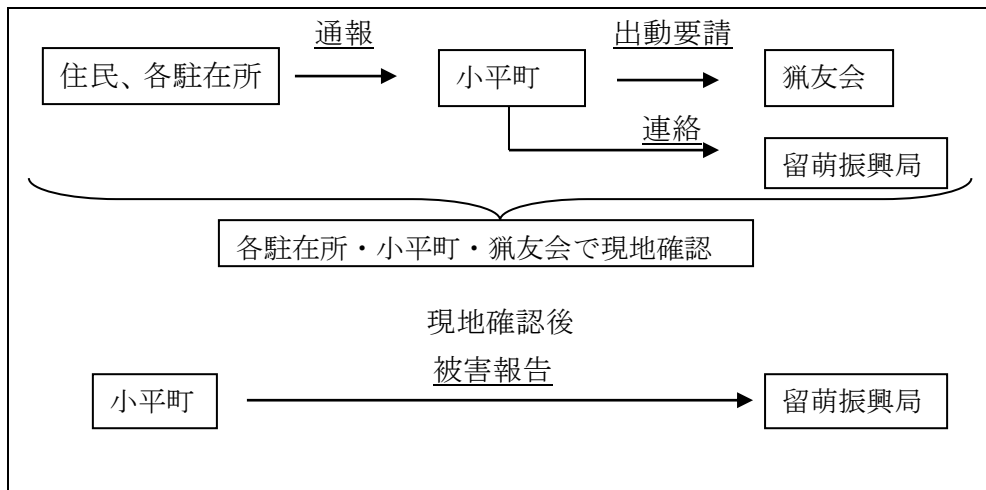 通報
出動要請
住民、各駐在所
小平町
猟友会
連絡
留萌振興局
各駐在所・小平町・猟友会で現地確認
現地確認後
被害報告
小平町
留萌振興局